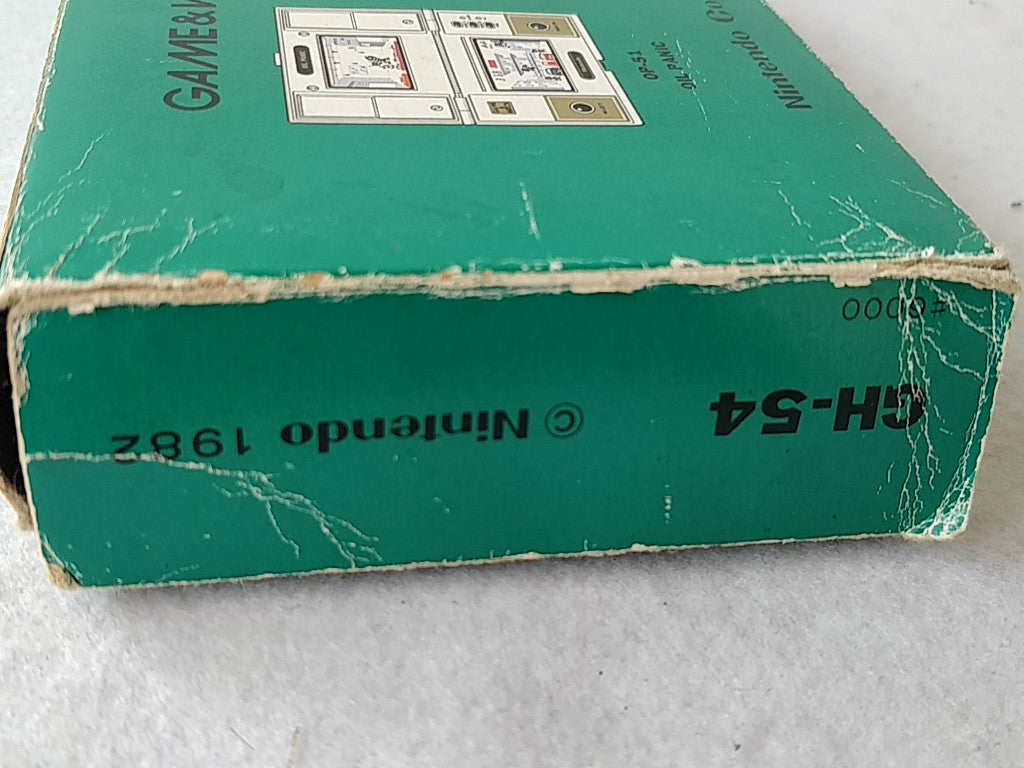 GAME&
OP-51
OIL PANIC
Nintendo
#6000
GH-54
© Nintendo 1982